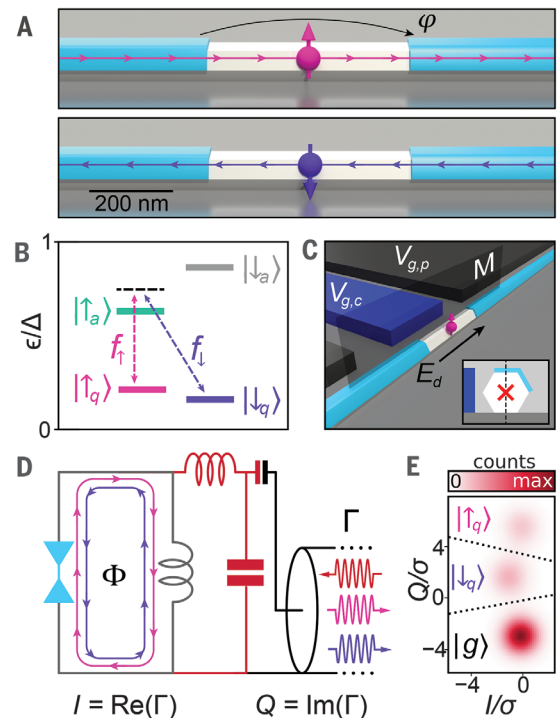 A
φ
200 nm
B
1
ϵ/Δ
0
|↓a⟩
|↑a⟩
f↑
f↓
|↑q⟩
|↓q⟩
C
Vg,p
M
Vg,c
Ed
D
Φ
Γ
I = Re(Γ)
Q = Im(Γ)
E
counts
0
max
|↑q⟩
4
|↓q⟩
Q/σ
0
|g⟩
−4
−4
0
I/σ